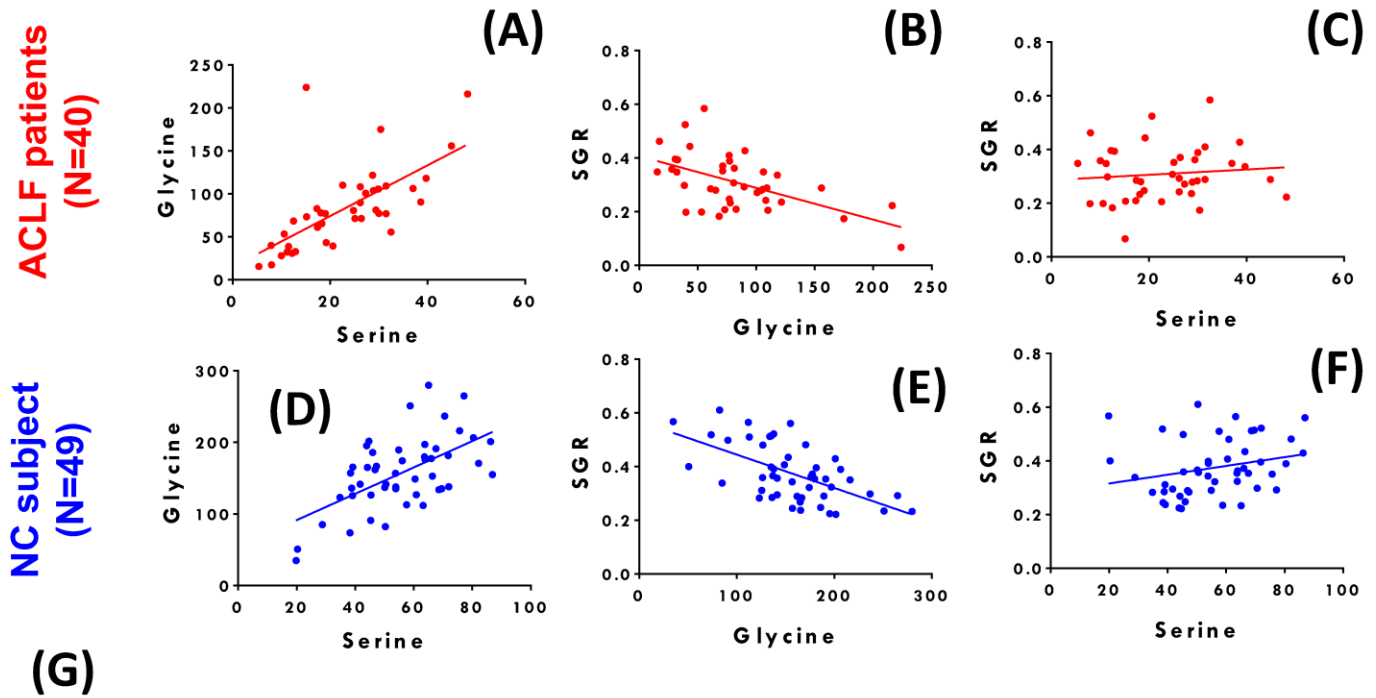 ACLF patients
(N=40)
(A)
250
200
150
100
50
0
Glycine
0 20 40 60
Serine
(B)
0.8
0.6
0.4
0.2
0.0
SGR
0 50 100 150 200 250
Glycine
(C)
0.8
0.6
0.4
0.2
0.0
SGR
0 20 40 60
Serine
NC subject
(N=49)
(D)
300
200
100
0
Glycine
0 20 40 60 80 100
Serine
(E)
0.8
0.6
0.4
0.2
0.0
SGR
0 100 200 300
Glycine
(F)
0.8
0.6
0.4
0.2
0.0
SGR
0 20 40 60 80 100
Serine
(G)